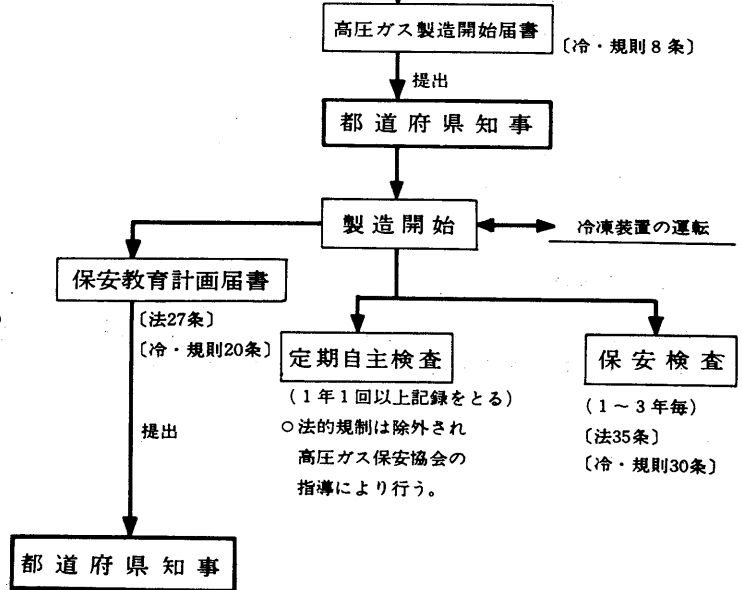 高圧ガス製造開始届書
〔冷・規則8条〕
提出
都道府県知事
製造開始
冷凍装置の運転
保安教育計画届書
〔法27条〕
〔冷・規則20条〕
提出
都道府県知事
定期自主検査
(1年1回以上記録をとる)
○法的規制は除外され
高圧ガス保安協会の
指導により行う。
保安検査
(1~3年毎)
〔法35条〕
〔冷・規則30条〕